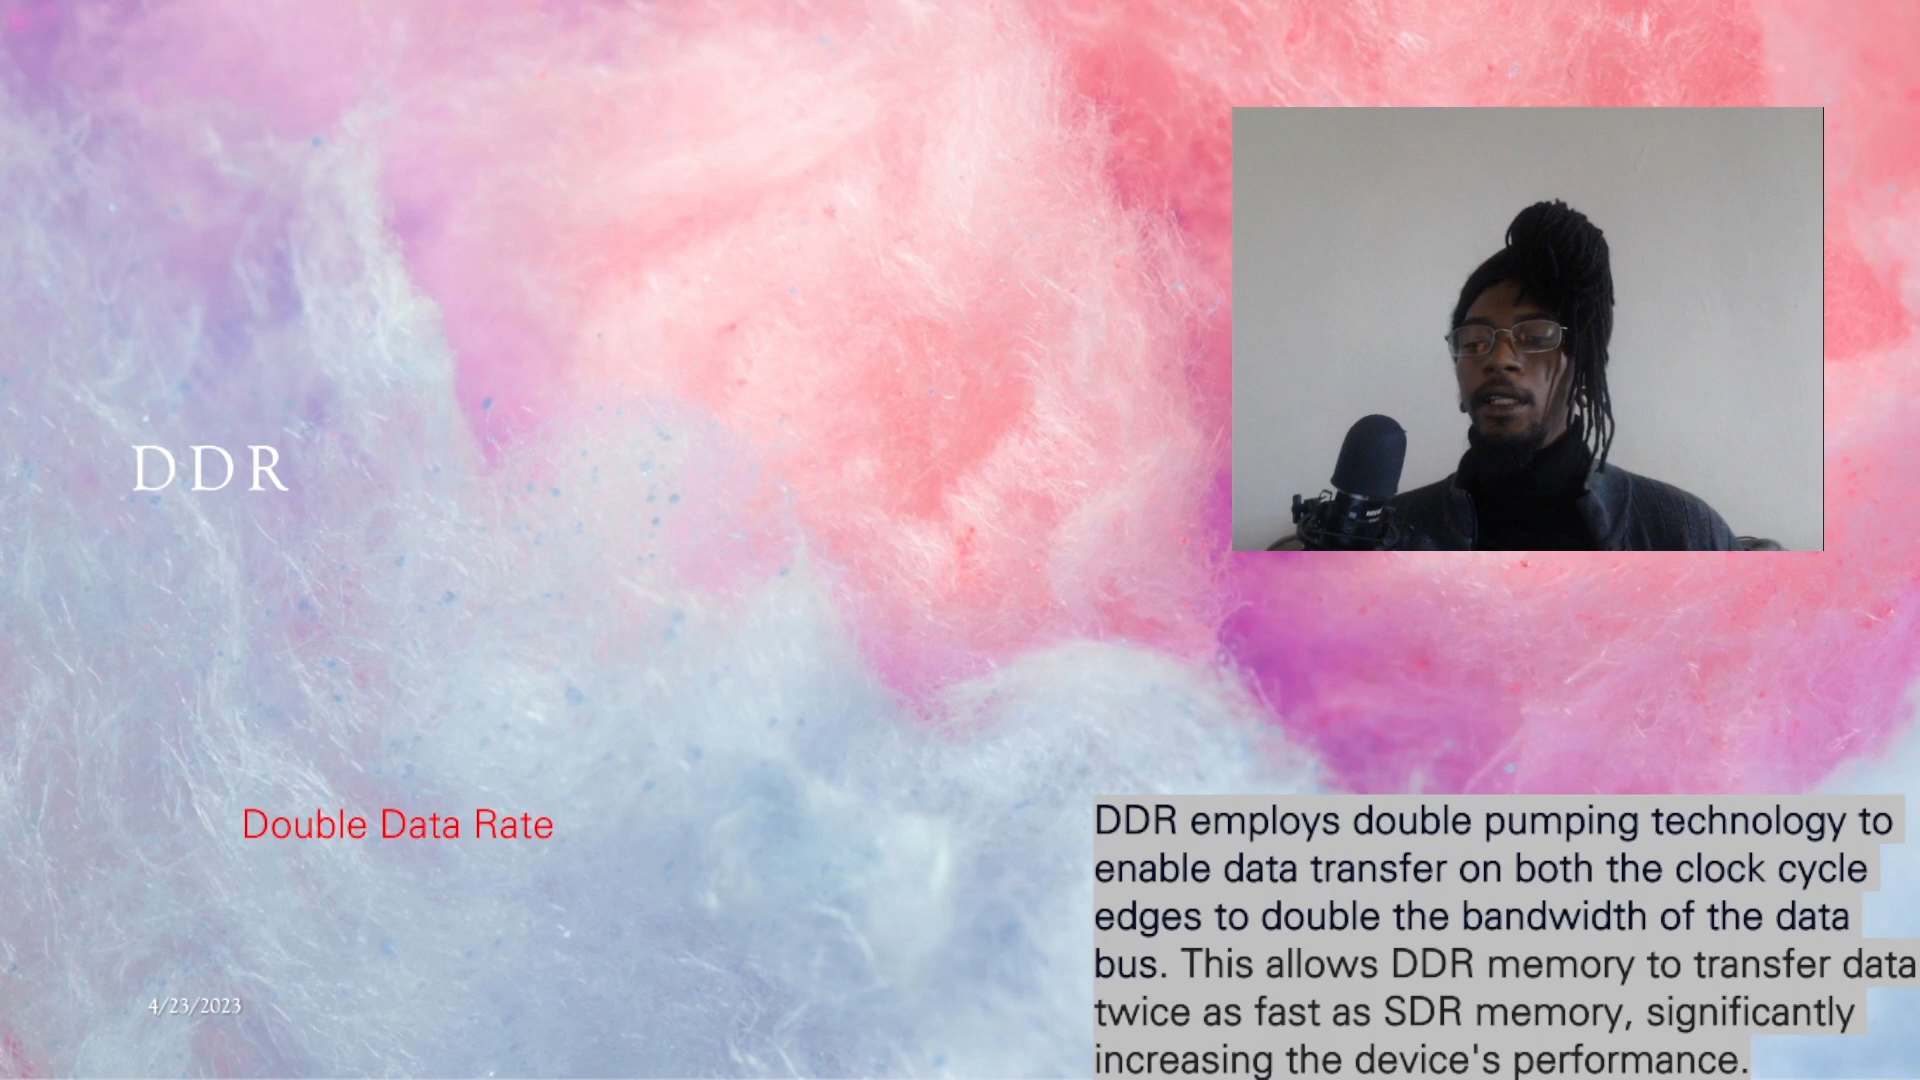 DDR
Double Data Rate
DDR employs double pumping technology to
enable data transfer on both the clock cycle
edges to double the bandwidth of the data
bus. This allows DDR memory to transfer data
twice as fast as SDR memory, significantly
increasing the device's performance.
4/23/2023